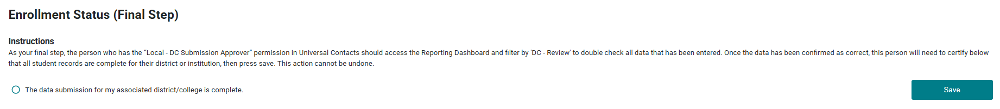 Enrollment Status (Final Step)
Instructions
As your final step, the person who has the “Local - DC Submission Approver” permission in Universal Contacts should access the Reporting Dashboard and filter by 'DC - Review' to double check all data that has been entered. Once the data has been confirmed as correct, this person will need to certify below
that all student records are complete for their district or institution, then press save. This action cannot be undone.
The data submission for my associated district/college is complete.
Save